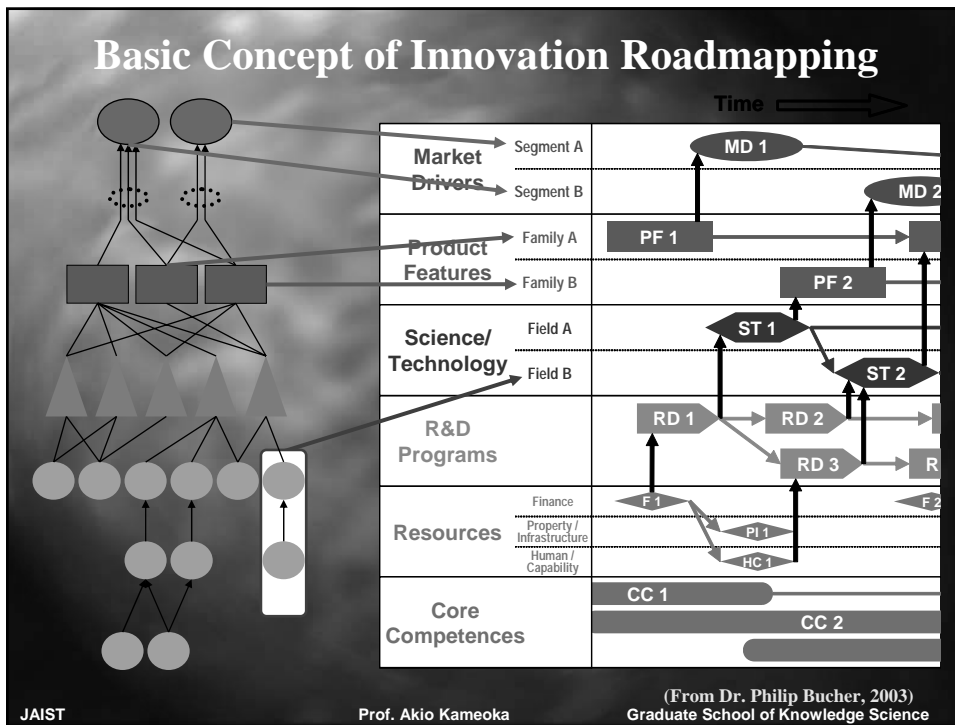 Basic Concept of Innovation Roadmapping
Time
Market
Drivers
Segment A
Segment B
MD 1
MD 2
Product
Features
Family A
Family B
PF 1
PF 2
Science/
Technology
Field A
Field B
ST 1
ST 2
R&D
Programs
RD 1
RD 2
RD 3
R
Resources
Finance
Property /
Infrastructure
Human /
Capability
F 1
F 2
PI 1
HC 1
Core
Competences
CC 1
CC 2
(From Dr. Philip Bucher, 2003)
JAIST
Prof. Akio Kameoka
Graduate School of Knowledge Science